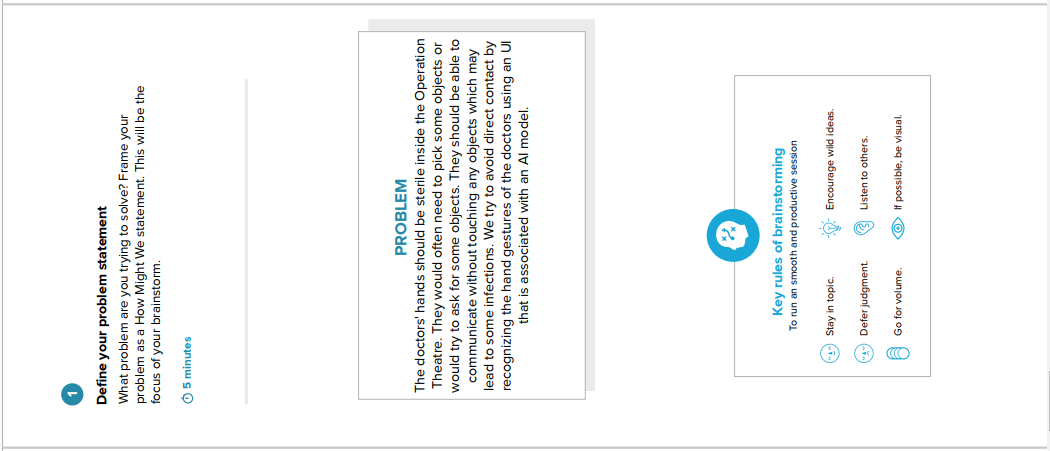 1
Define your problem statement
What problem are you trying to solve? Frame your
problem as a How Might We statement. This will be the
focus of your brainstorm.
5 minutes
PROBLEM
The doctors' hands should be sterile inside the Operation
Theatre. They would often need to pick some objects or
would try to ask for some objects. They should be able to
communicate without touching any objects which may
lead to some infections. We try to avoid direct contact by
recognizing the hand gestures of the doctors using an UI
that is associated with an AI model.
Key rules of brainstorming
To run an smooth and productive session
Stay in topic.
Encourage wild ideas.
Defer judgment.
Listen to others.
Go for volume.
If possible, be visual.